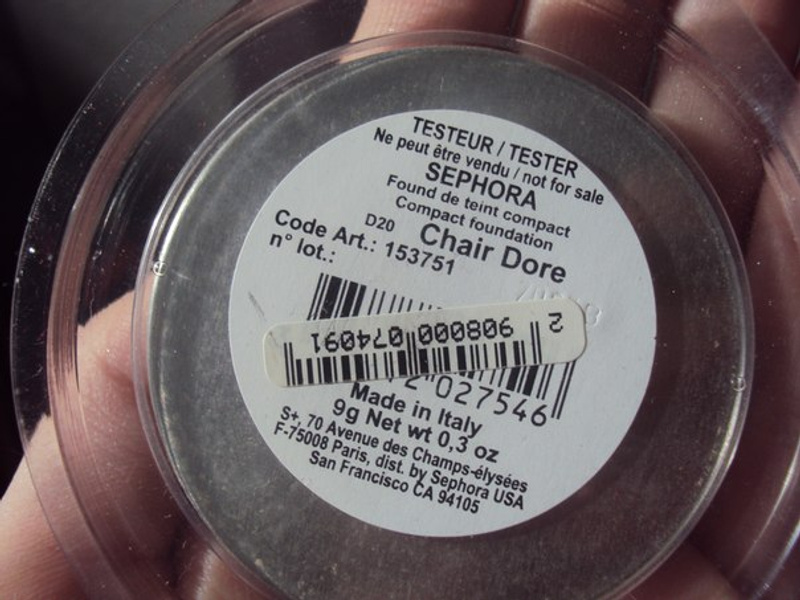 TESTEUR / TESTER
Ne peut être vendu / not for sale
SEPHORA
Found de teint compact
Compact foundation
D20 Chair Dore
Code Art.: 153751
n° lot.:
2 908000 074091
2 027546
Made in Italy
9g Net wt 0,3 oz
S+, 70 Avenue des Champs-élysées
F-75008 Paris, dist. by Sephora USA
San Francisco CA 94105